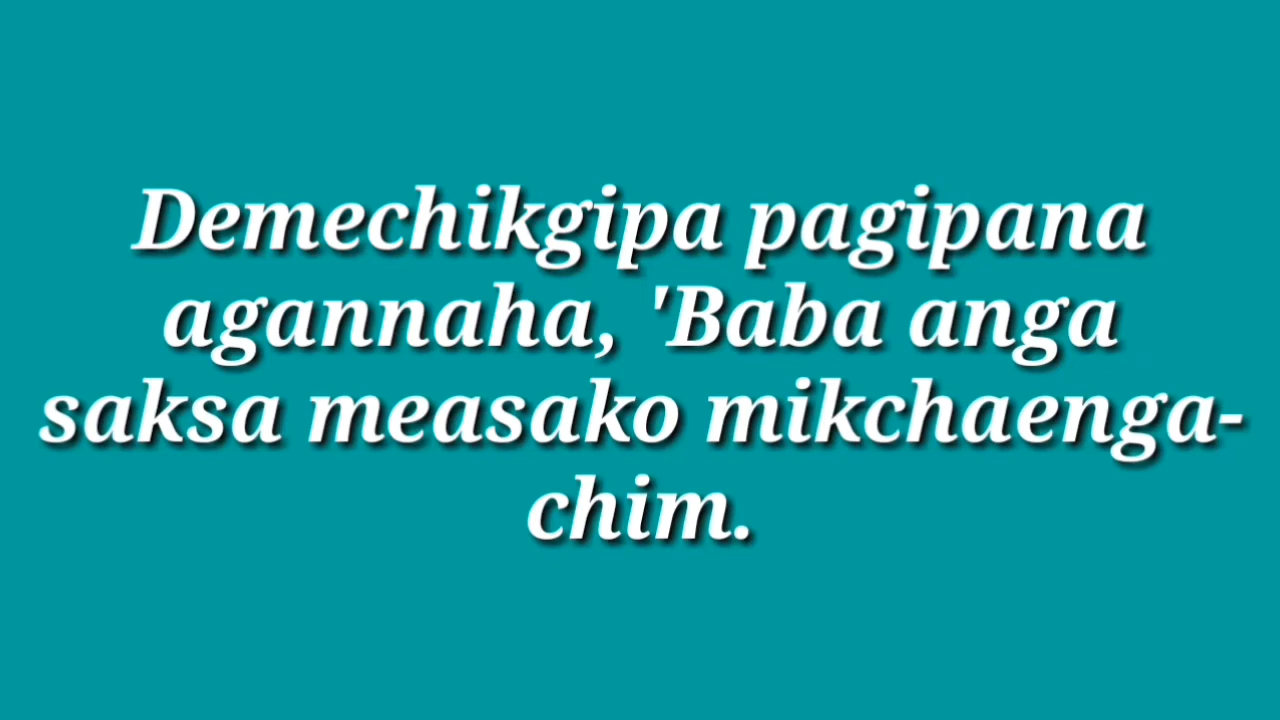 Demechikgipa pagipana
agannaha, 'Baba anga
saksa measako mikchaenga-
chim.